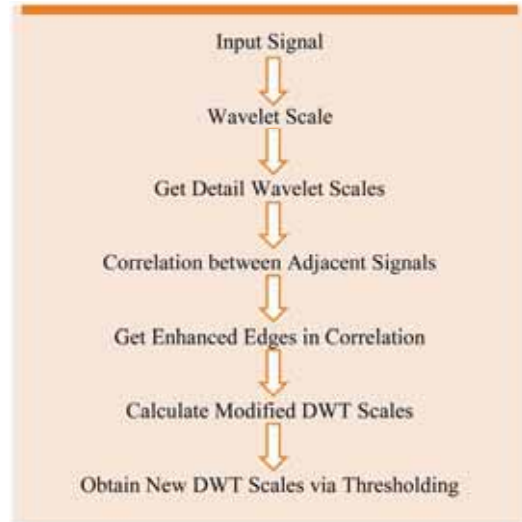 Input Signal
Wavelet Scale
Get Detail Wavelet Scales
Correlation between Adjacent Signals
Get Enhanced Edges in Correlation
Calculate Modified DWT Scales
Obtain New DWT Scales via Thresholding